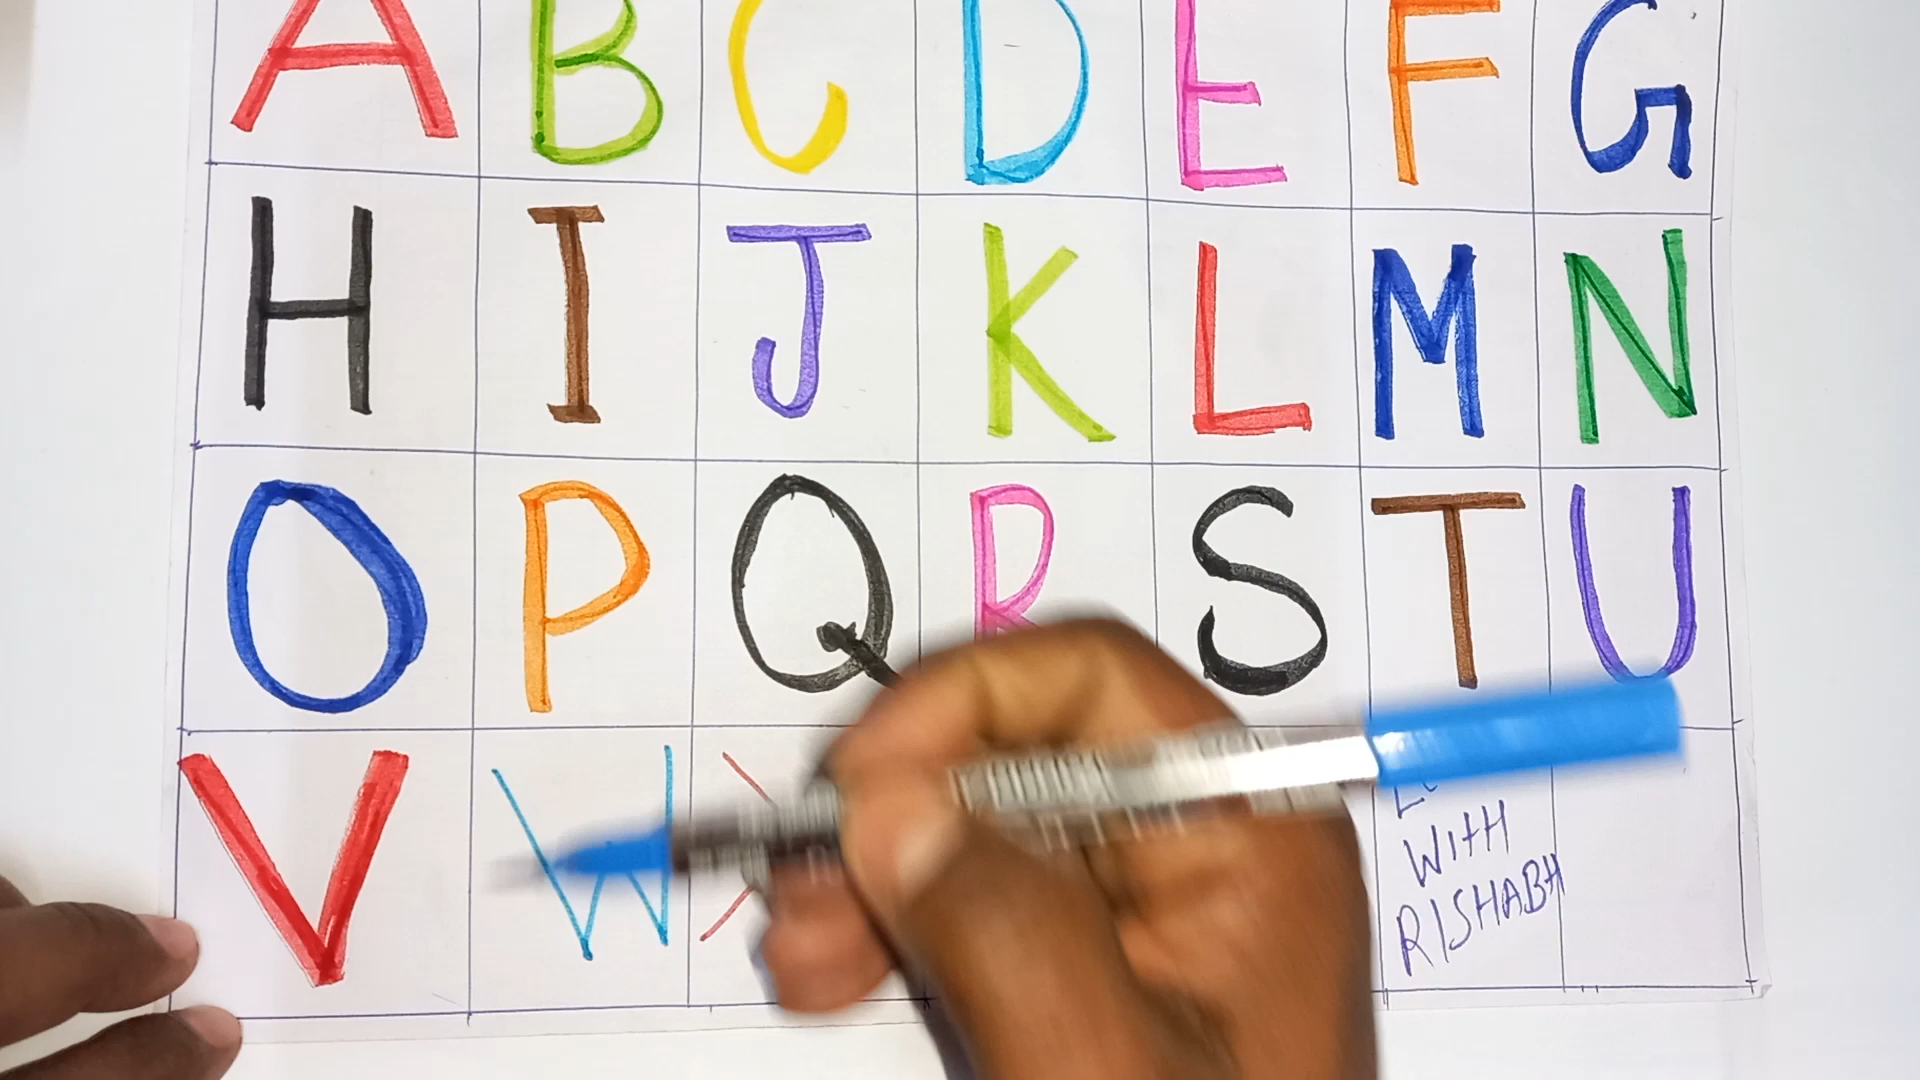 A B C D E F G
H I J K L M N
O P Q R S T U
V W X
WITH
RISHABH